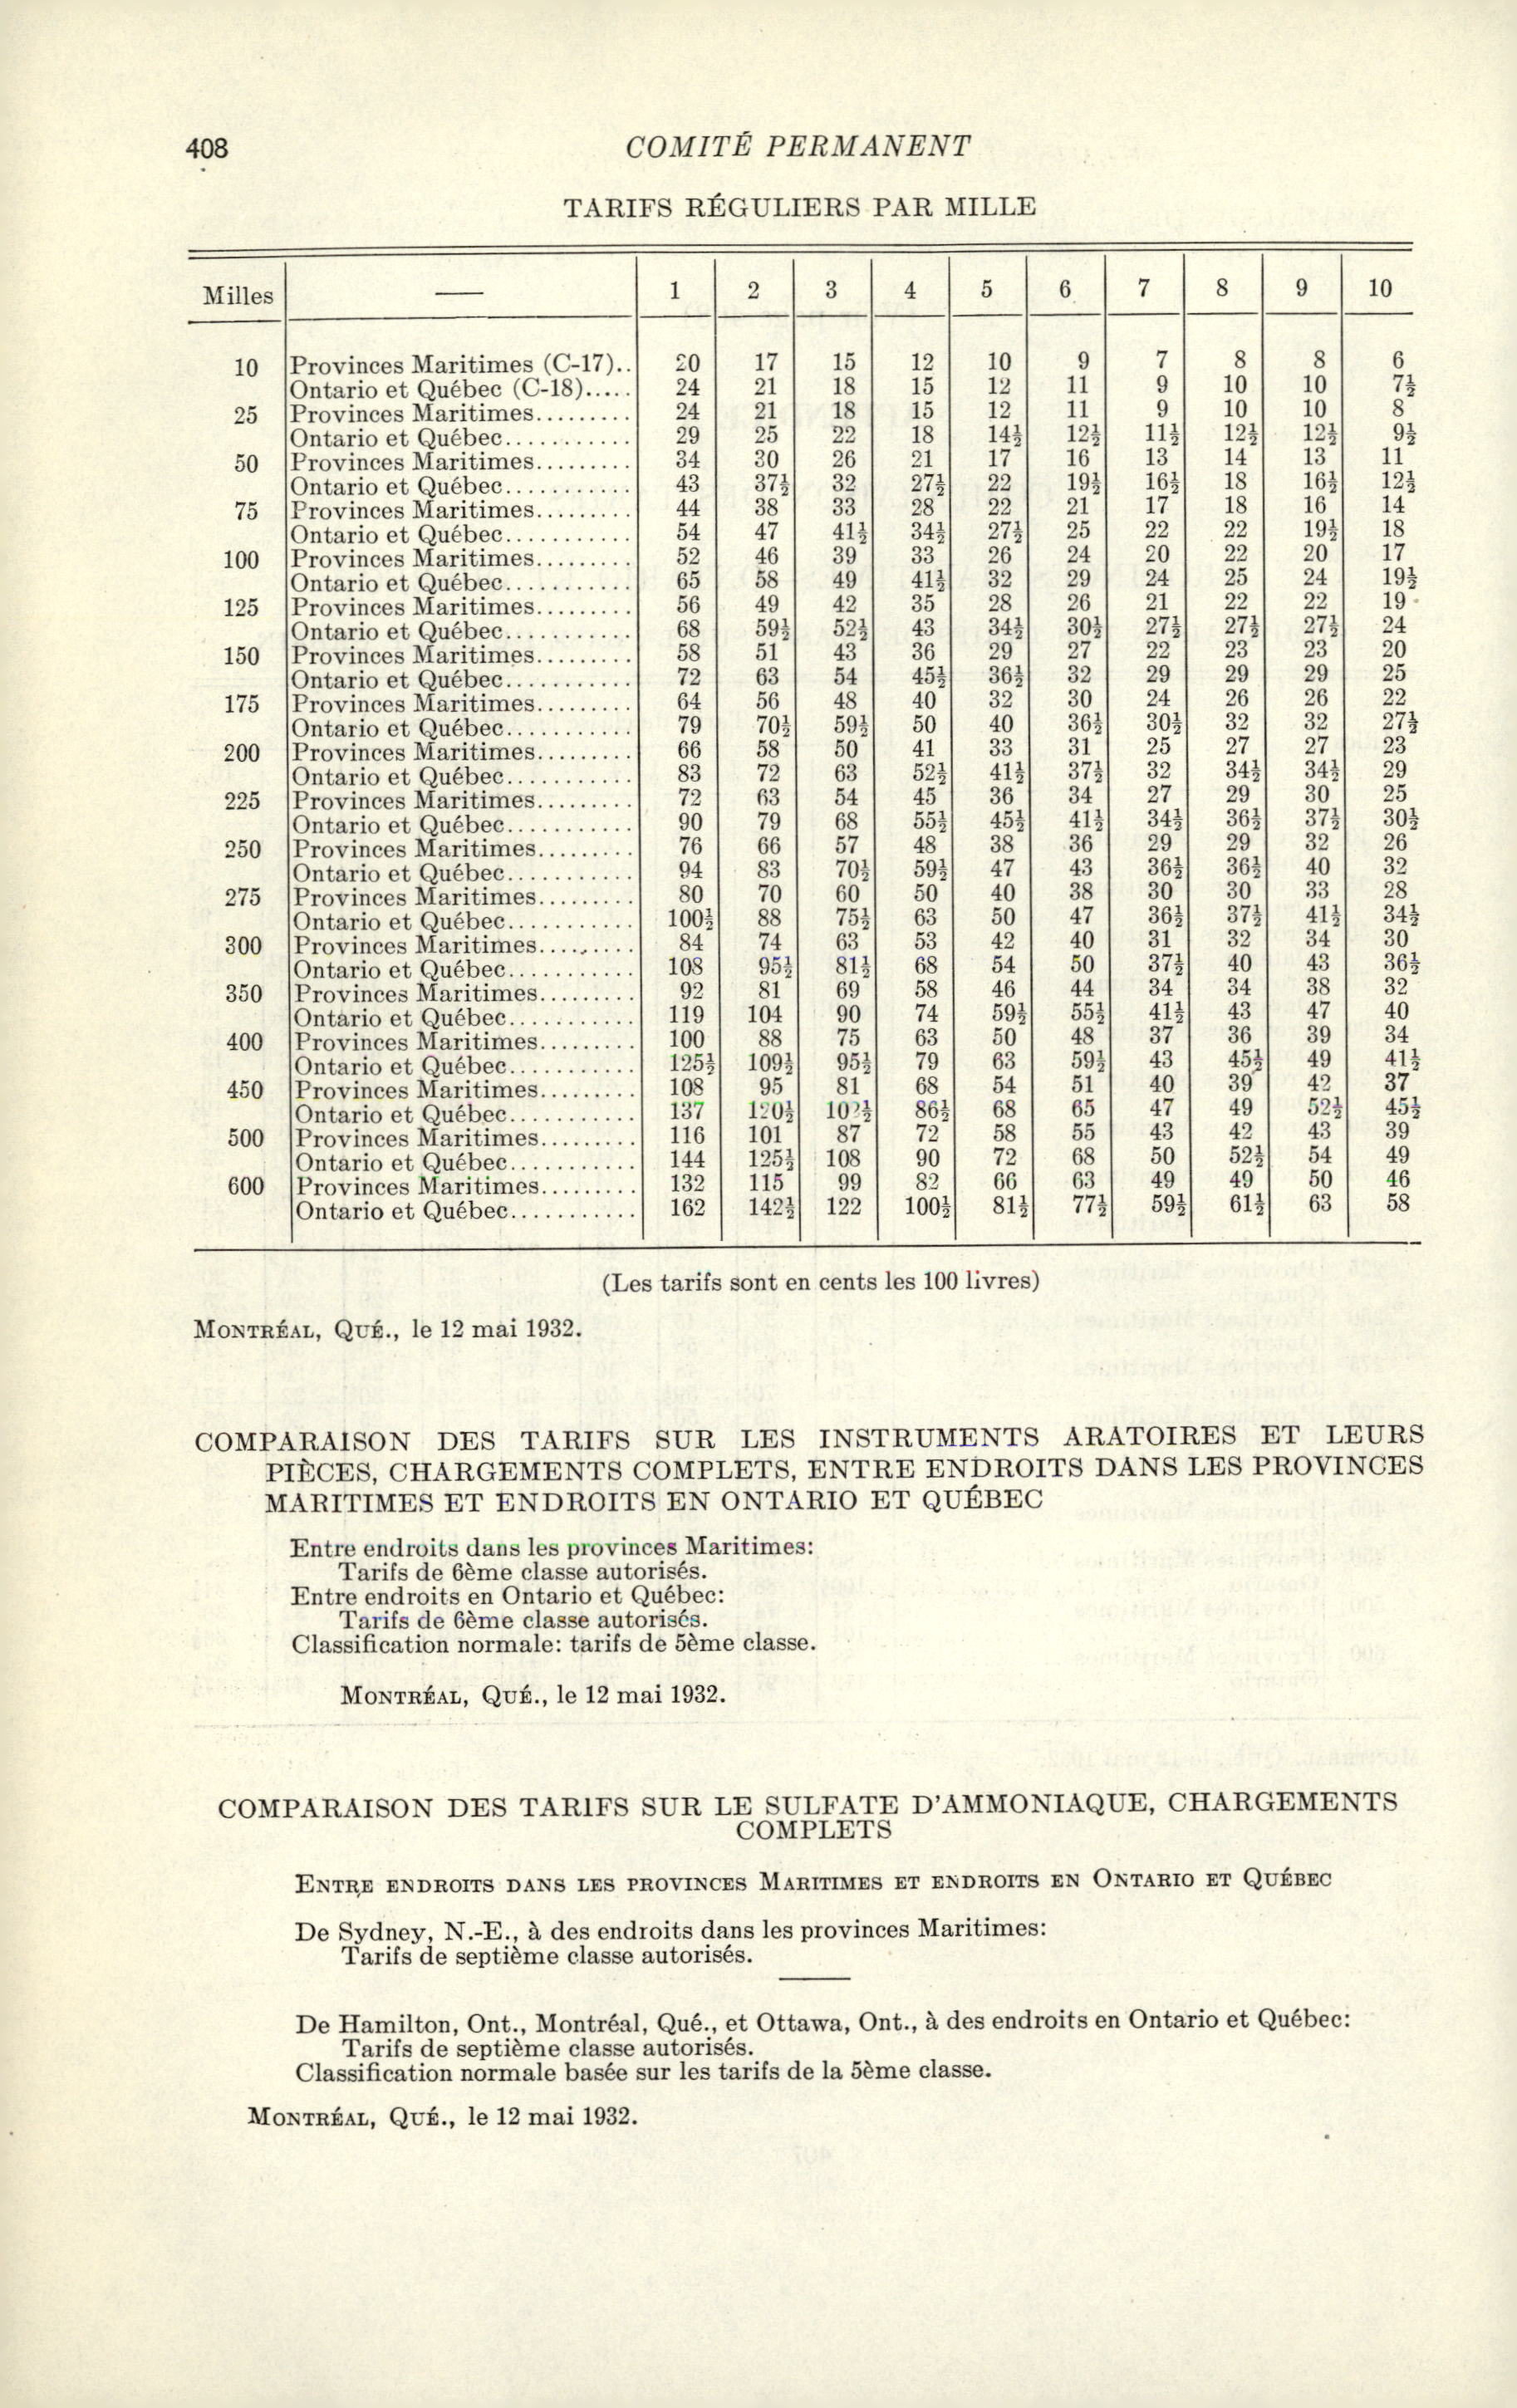 408 COMITÉ PERMANENT
TARIFS RÉGULIERS PAR MILLE
Milles — 1 2 3 4 5 6 7 8 9 10
10 Provinces Maritimes (C-17).. 20 17 15 12 10 9 7 8 8 6
Ontario et Québec (C-18)..... 24 21 18 15 12 11 9 10 10 7½
25 Provinces Maritimes......... 24 21 18 15 12 11 9 10 10 8
Ontario et Québec........... 29 25 22 18 14½ 12½ 11½ 12½ 12½ 9½
50 Provinces Maritimes......... 34 30 26 21 17 16 13 14 13 11
Ontario et Québec........... 43 37½ 32 27½ 22 19½ 16½ 18 16½ 12½
75 Provinces Maritimes......... 44 38 33 28 22 21 17 18 16 14
Ontario et Québec........... 54 47 41½ 34½ 27½ 25 22 22 19½ 18
100 Provinces Maritimes......... 52 46 39 33 26 24 20 22 20 17
Ontario et Québec........... 65 58 49 41½ 32 29 24 25 24 19½
125 Provinces Maritimes......... 56 49 42 35 28 26 21 22 22 19
Ontario et Québec........... 68 59½ 52½ 43 34½ 30½ 27½ 27½ 27½ 24
150 Provinces Maritimes......... 58 51 43 36 29 27 22 23 23 20
Ontario et Québec........... 72 63 54 45½ 36½ 32 29 29 29 25
175 Provinces Maritimes......... 64 56 48 40 32 30 24 26 26 22
Ontario et Québec........... 79 70½ 59½ 50 40 36½ 30½ 32 32 27½
200 Provinces Maritimes......... 66 58 50 41 33 31 25 27 27 23
Ontario et Québec........... 83 72 63 52½ 41½ 37½ 32 34½ 34½ 29
225 Provinces Maritimes......... 72 63 54 45 36 34 27 29 30 25
Ontario et Québec........... 90 79 68 55½ 45½ 41½ 34½ 36½ 37½ 30½
250 Provinces Maritimes......... 76 66 57 48 38 36 29 29 32 26
Ontario et Québec........... 94 83 70½ 59½ 47 43 36½ 36½ 40 32
275 Provinces Maritimes......... 80 70 60 50 40 38 30 30 33 28
Ontario et Québec........... 100½ 88 75½ 63 50 47 36½ 37½ 41½ 34½
300 Provinces Maritimes......... 84 74 63 53 42 40 31 32 34 30
Ontario et Québec........... 108 95½ 81½ 68 54 50 37½ 40 43 36½
350 Provinces Maritimes......... 92 81 69 58 46 44 34 34 38 32
Ontario et Québec........... 119 104 90 74 59½ 55½ 41½ 43 47 40
400 Provinces Maritimes......... 100 88 75 63 50 48 37 36 39 34
Ontario et Québec........... 125½ 109½ 95½ 79 63 59½ 43 45½ 49 41½
450 Provinces Maritimes......... 108 95 81 68 54 51 40 39 42 37
Ontario et Québec........... 137 120½ 102½ 86½ 68 65 47 49 52½ 45½
500 Provinces Maritimes......... 116 101 87 72 58 55 43 42 43 39
Ontario et Québec........... 144 125½ 108 90 72 68 50 52½ 54 49
600 Provinces Maritimes......... 132 115 99 82 66 63 49 49 50 46
Ontario et Québec........... 162 142½ 122 100½ 81½ 77½ 59½ 61½ 63 58
(Les tarifs sont en cents les 100 livres)
MONTRÉAL, QUÉ., le 12 mai 1932.
COMPARAISON DES TARIFS SUR LES INSTRUMENTS ARATOIRES ET LEURS
PIÈCES, CHARGEMENTS COMPLETS, ENTRE ENDROITS DANS LES PROVINCES
MARITIMES ET ENDROITS EN ONTARIO ET QUÉBEC
Entre endroits dans les provinces Maritimes:
Tarifs de 6ème classe autorisés.
Entre endroits en Ontario et Québec:
Tarifs de 6ème classe autorisés.
Classification normale: tarifs de 5ème classe.
MONTRÉAL, QUÉ., le 12 mai 1932.
COMPARAISON DES TARIFS SUR LE SULFATE D'AMMONIAQUE, CHARGEMENTS
COMPLETS
ENTRE ENDROITS DANS LES PROVINCES MARITIMES ET ENDROITS EN ONTARIO ET QUÉBEC
De Sydney, N.-E., à des endroits dans les provinces Maritimes:
Tarifs de septième classe autorisés.
De Hamilton, Ont., Montréal, Qué., et Ottawa, Ont., à des endroits en Ontario et Québec:
Tarifs de septième classe autorisés.
Classification normale basée sur les tarifs de la 5ème classe.
MONTRÉAL, QUÉ., le 12 mai 1932.